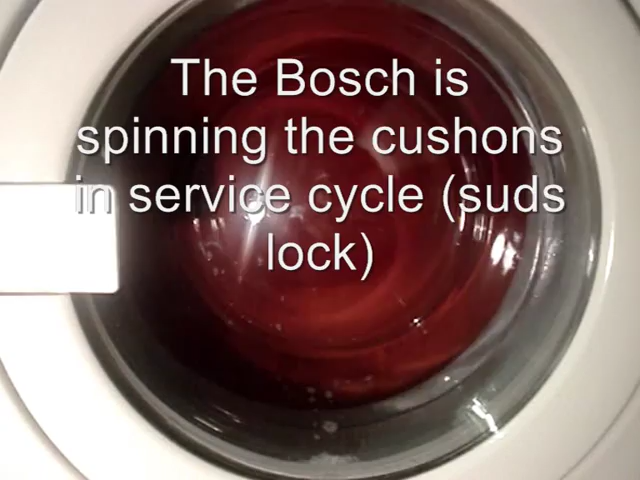 The Bosch is
spinning the cushons
in service cycle (suds
lock)